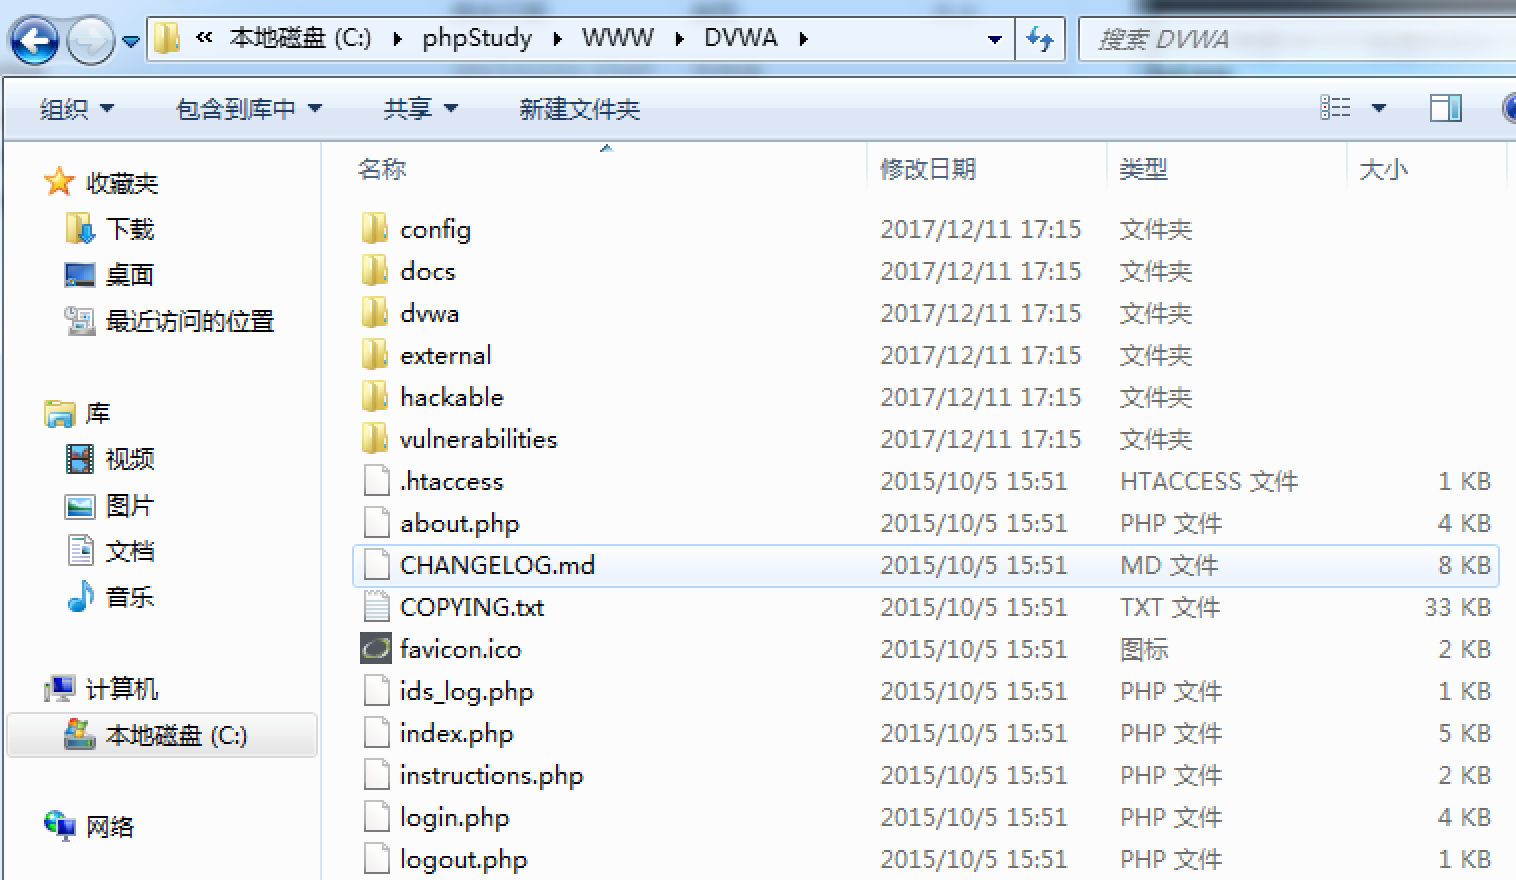 « 本地磁盘 (C:) ▸ phpStudy ▸ WWW ▸ DVWA ▸ 搜索 DVWA
组织 包含到库中 共享 新建文件夹
收藏夹
下载
桌面
最近访问的位置
库
视频
图片
文档
音乐
计算机
本地磁盘 (C:)
网络
名称 修改日期 类型 大小
config 2017/12/11 17:15 文件夹
docs 2017/12/11 17:15 文件夹
dvwa 2017/12/11 17:15 文件夹
external 2017/12/11 17:15 文件夹
hackable 2017/12/11 17:15 文件夹
vulnerabilities 2017/12/11 17:15 文件夹
.htaccess 2015/10/5 15:51 HTACCESS 文件 1 KB
about.php 2015/10/5 15:51 PHP 文件 4 KB
CHANGELOG.md 2015/10/5 15:51 MD 文件 8 KB
COPYING.txt 2015/10/5 15:51 TXT 文件 33 KB
favicon.ico 2015/10/5 15:51 图标 2 KB
ids_log.php 2015/10/5 15:51 PHP 文件 1 KB
index.php 2015/10/5 15:51 PHP 文件 5 KB
instructions.php 2015/10/5 15:51 PHP 文件 2 KB
login.php 2015/10/5 15:51 PHP 文件 4 KB
logout.php 2015/10/5 15:51 PHP 文件 1 KB